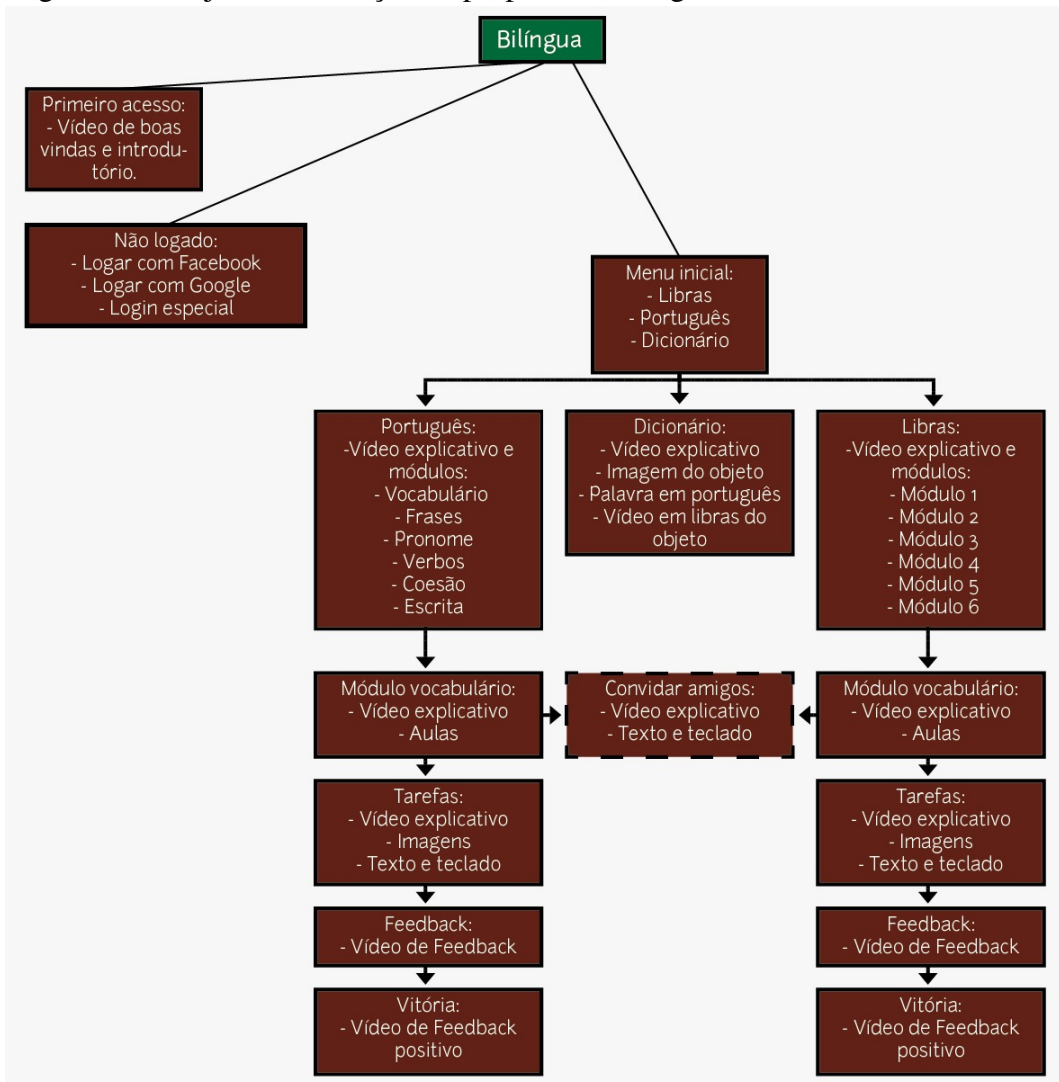 Bilíngua
Primeiro acesso:
- Vídeo de boas
vindas e introdu-
tório.
Não logado:
- Logar com Facebook
- Logar com Google
- Login especial
Menu inicial:
- Libras
- Português
- Dicionário
Português:
-Vídeo explicativo e
módulos:
- Vocabulário
- Frases
- Pronome
- Verbos
- Coesão
- Escrita
Dicionário:
- Vídeo explicativo
- Imagem do objeto
- Palavra em português
- Vídeo em libras do
objeto
Libras:
-Vídeo explicativo e
módulos:
- Módulo 1
- Módulo 2
- Módulo 3
- Módulo 4
- Módulo 5
- Módulo 6
Módulo vocabulário:
- Vídeo explicativo
- Aulas
Convidar amigos:
- Vídeo explicativo
- Texto e teclado
Módulo vocabulário:
- Vídeo explicativo
- Aulas
Tarefas:
- Vídeo explicativo
- Imagens
- Texto e teclado
Tarefas:
- Vídeo explicativo
- Imagens
- Texto e teclado
Feedback:
- Vídeo de Feedback
Feedback:
- Vídeo de Feedback
Vitória:
- Vídeo de Feedback
positivo
Vitória:
- Vídeo de Feedback
positivo